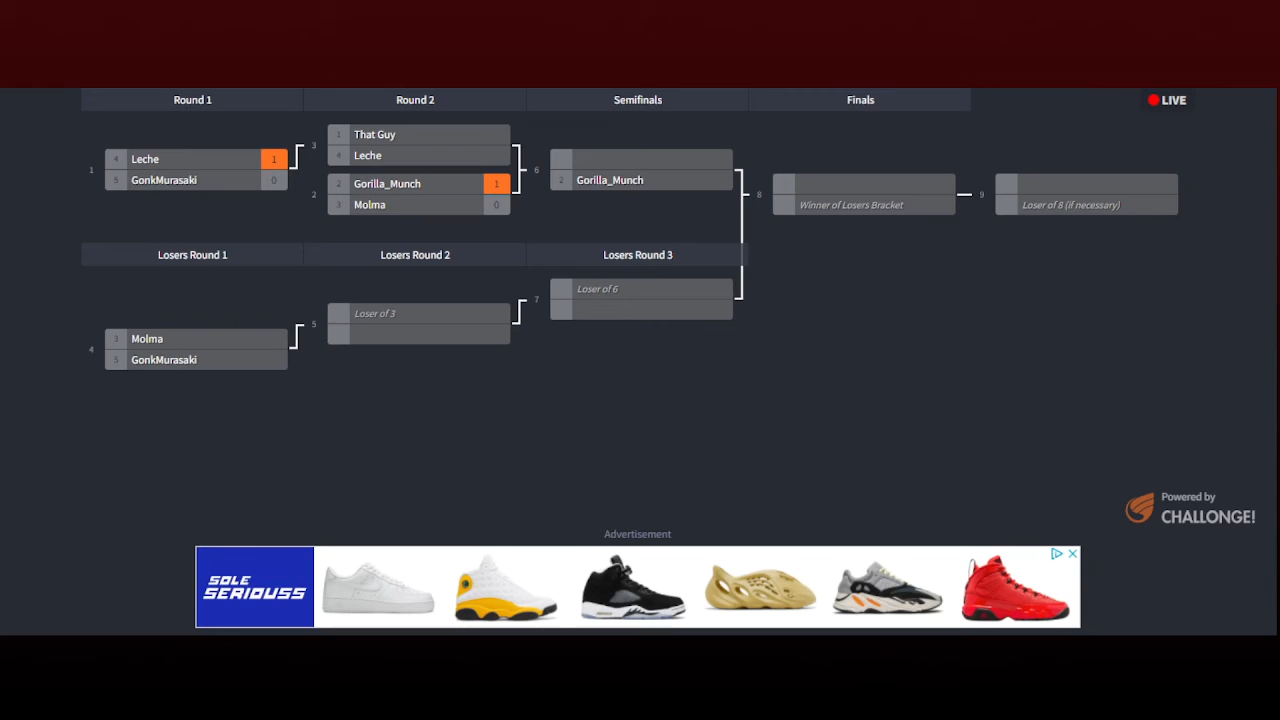 Round 1 Round 2 Semifinals Finals LIVE
1 That Guy
3
4 Leche
4 Leche 1
1
5 GonkMurasaki 0
6
2 Gorilla_Munch
2 Gorilla_Munch 1
2
3 Molma 0
8
Winner of Losers Bracket
9
Loser of 8 (if necessary)
Losers Round 1 Losers Round 2 Losers Round 3
Loser of 6
7
Loser of 3
5
3 Molma
4
5 GonkMurasaki
Powered by
CHALLONGE!
Advertisement
SOLE
SERIOUSS